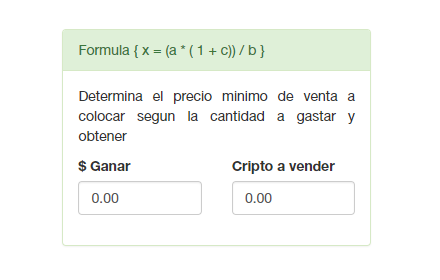 Formula { x = (a * ( 1 + c)) / b }
Determina el precio minimo de venta a
colocar segun la cantidad a gastar y
obtener
$ Ganar Cripto a vender
0.00 0.00